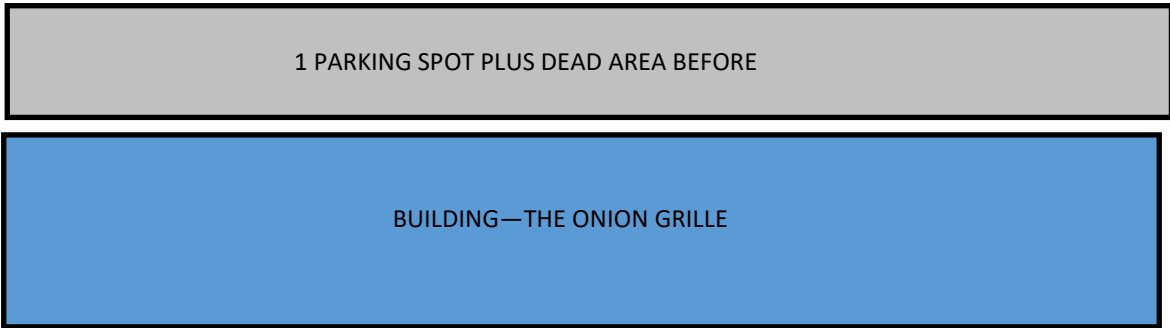 1 PARKING SPOT PLUS DEAD AREA BEFORE
BUILDING—THE ONION GRILLE